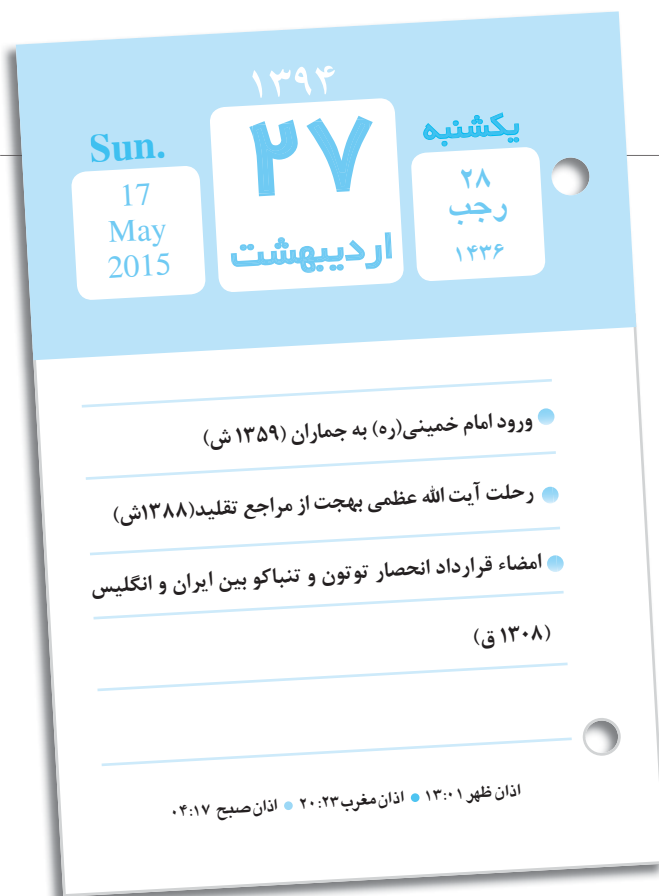 ۱۳۹۴
یکشنبه
۲۸
رجب
۱۴۳۶
۲۷
اردیبهشت
Sun.
17
May
2015
ورود امام خمینی(ره) به جماران (۱۳۵۹ ش)
رحلت آیت الله عظمی بهجت از مراجع تقلید(۱۳۸۸ش)
امضاء قرارداد انحصار توتون و تنباکو بین ایران و انگلیس
(۱۳۰۸ ق)
اذان ظهر ۱۳:۰۱ اذان مغرب ۲۰:۲۳ اذان صبح ۰۴:۱۷